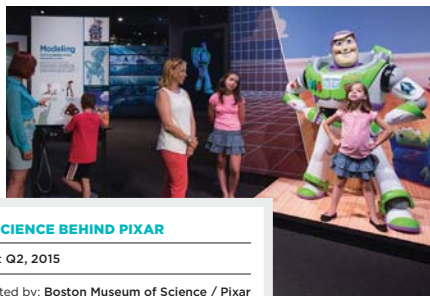 Modeling
CIENCE BEHIND PIXAR
: Q2, 2015
ted by: Boston Museum of Science / Pixar